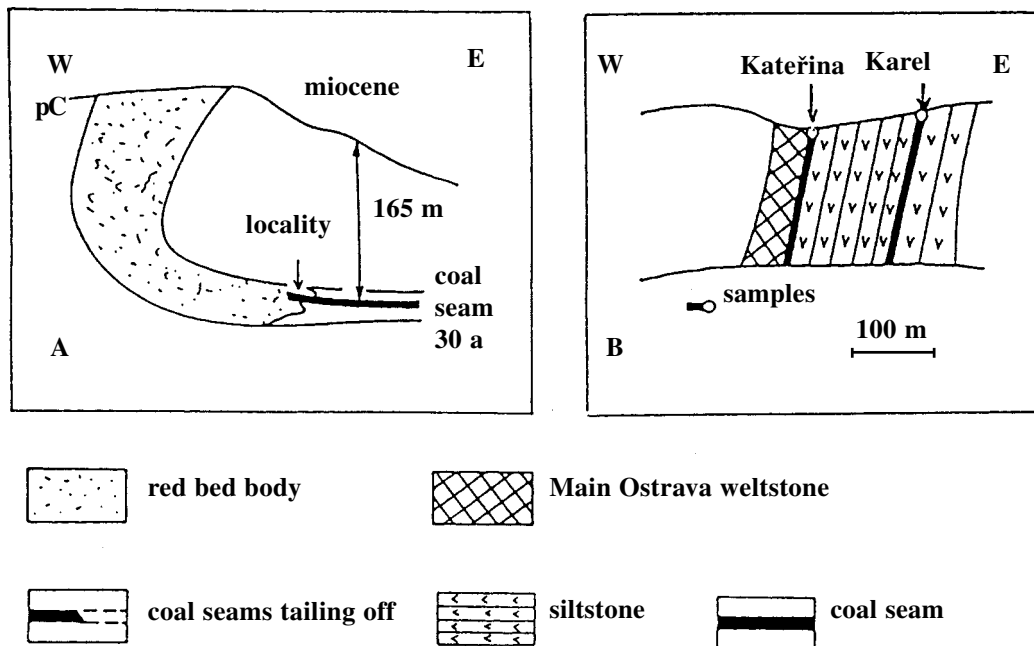 W
E
miocene
pC
165 m
locality
coal
seam
30 a
A
W
E
Kateřina
Karel
samples
B
100 m
red bed body
Main Ostrava weltstone
coal seams tailing off
siltstone
coal seam